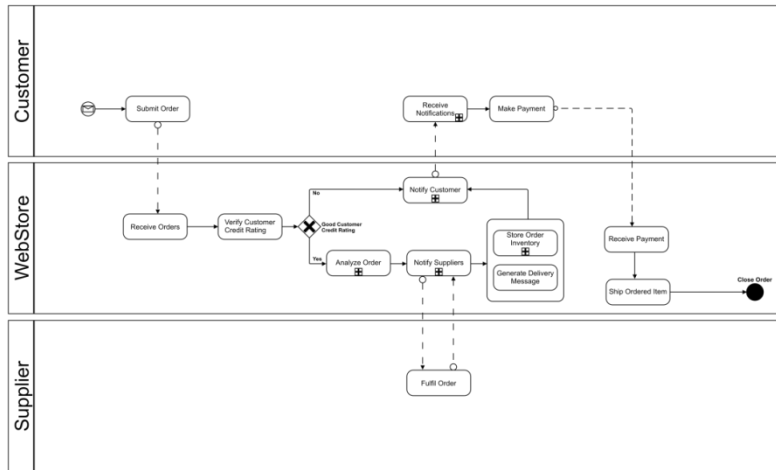 Customer
Submit Order
Receive
Notifications
Make Payment
WebStore
Receive Orders
Verify Customer
Credit Rating
No
Good Customer
Credit Rating
Yes
Notify Customer
Analyze Order
Notify Suppliers
Store Order
Inventory
Generate Delivery
Message
Receive Payment
Ship Ordered Item
Close Order
Supplier
Fulfil Order